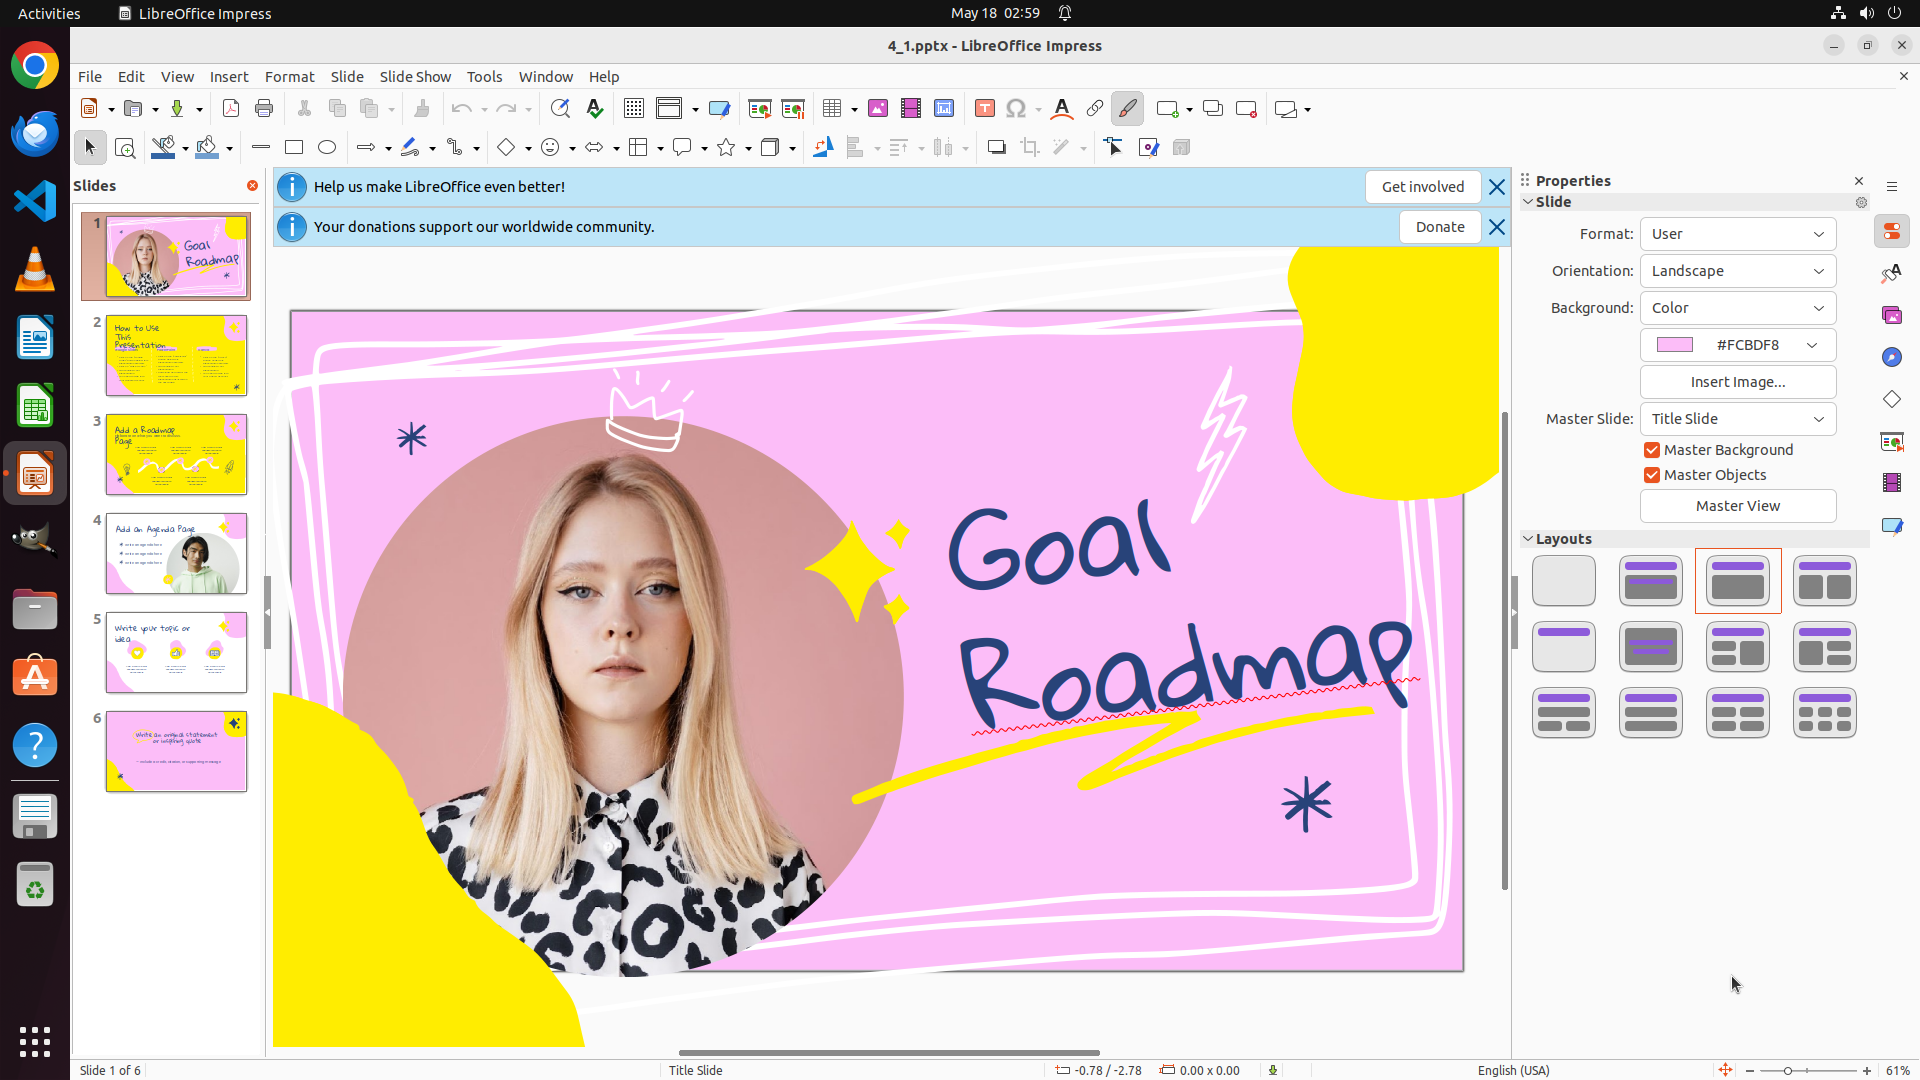 Activities
LibreOffice Impress
May 18 02:59
4_1.pptx - LibreOffice Impress
File Edit View Insert Format Slide Slide Show Tools Window Help
Slides
Help us make LibreOffice even better!
Get involved
Your donations support our worldwide community.
Donate
1
Goal
Roadmap
2
How to Use
This
Presentation
3
Add a Roadmap
Page
4
Add an Agenda Page
5
Write your topic or
idea
6
Write an original statement
or inspiring quote
Goal
Roadmap
Properties
Slide
Format: User
Orientation: Landscape
Background: Color
#FCBDF8
Insert Image...
Master Slide: Title Slide
Master Background
Master Objects
Master View
Layouts
Slide 1 of 6
Title Slide
-0.78 / -2.78
0.00 x 0.00
English (USA)
61%